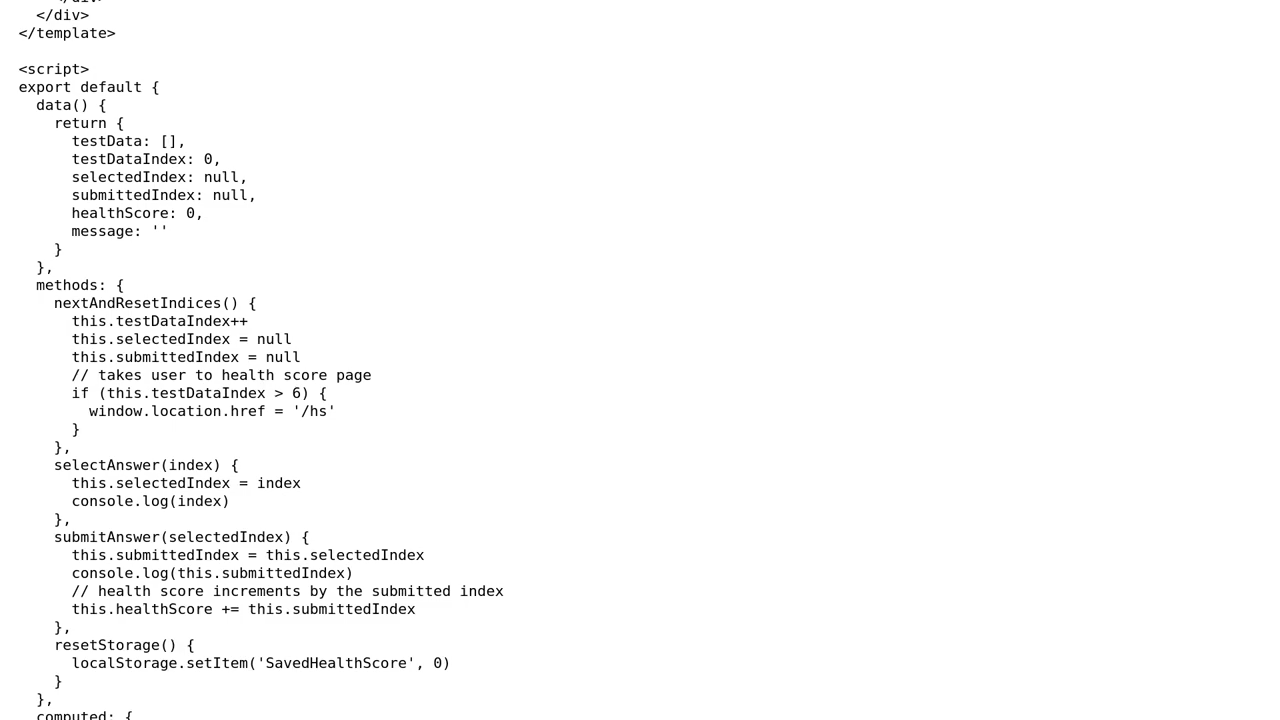 </div>
</div>
</template>

<script>
export default {
  data() {
    return {
      testData: [],
      testDataIndex: 0,
      selectedIndex: null,
      submittedIndex: null,
      healthScore: 0,
      message: ''
    }
  },
  methods: {
    nextAndResetIndices() {
      this.testDataIndex++
      this.selectedIndex = null
      this.submittedIndex = null
      // takes user to health score page
      if (this.testDataIndex > 6) {
        window.location.href = '/hs'
      }
    },
    selectAnswer(index) {
      this.selectedIndex = index
      console.log(index)
    },
    submitAnswer(selectedIndex) {
      this.submittedIndex = this.selectedIndex
      console.log(this.submittedIndex)
      // health score increments by the submitted index
      this.healthScore += this.submittedIndex
    },
    resetStorage() {
      localStorage.setItem('SavedHealthScore', 0)
    }
  },
  computed: {